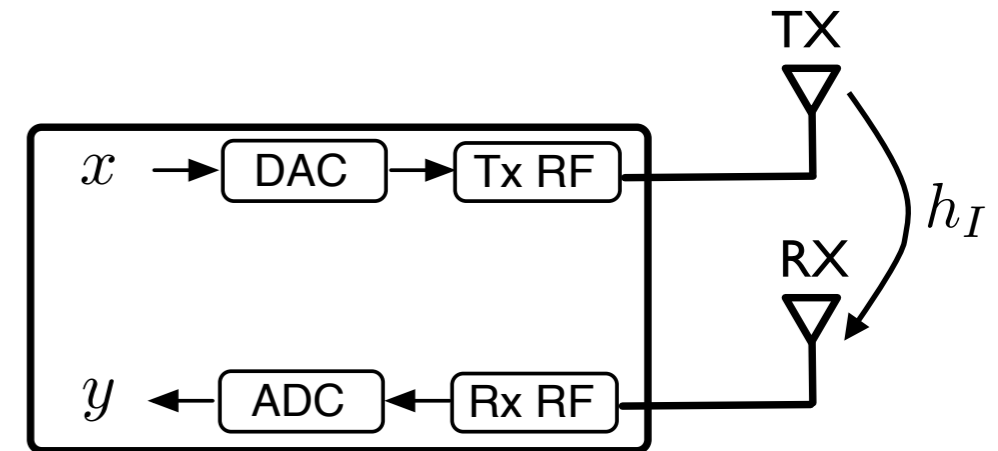 TX
x DAC Tx RF
h_I
RX
y ADC Rx RF